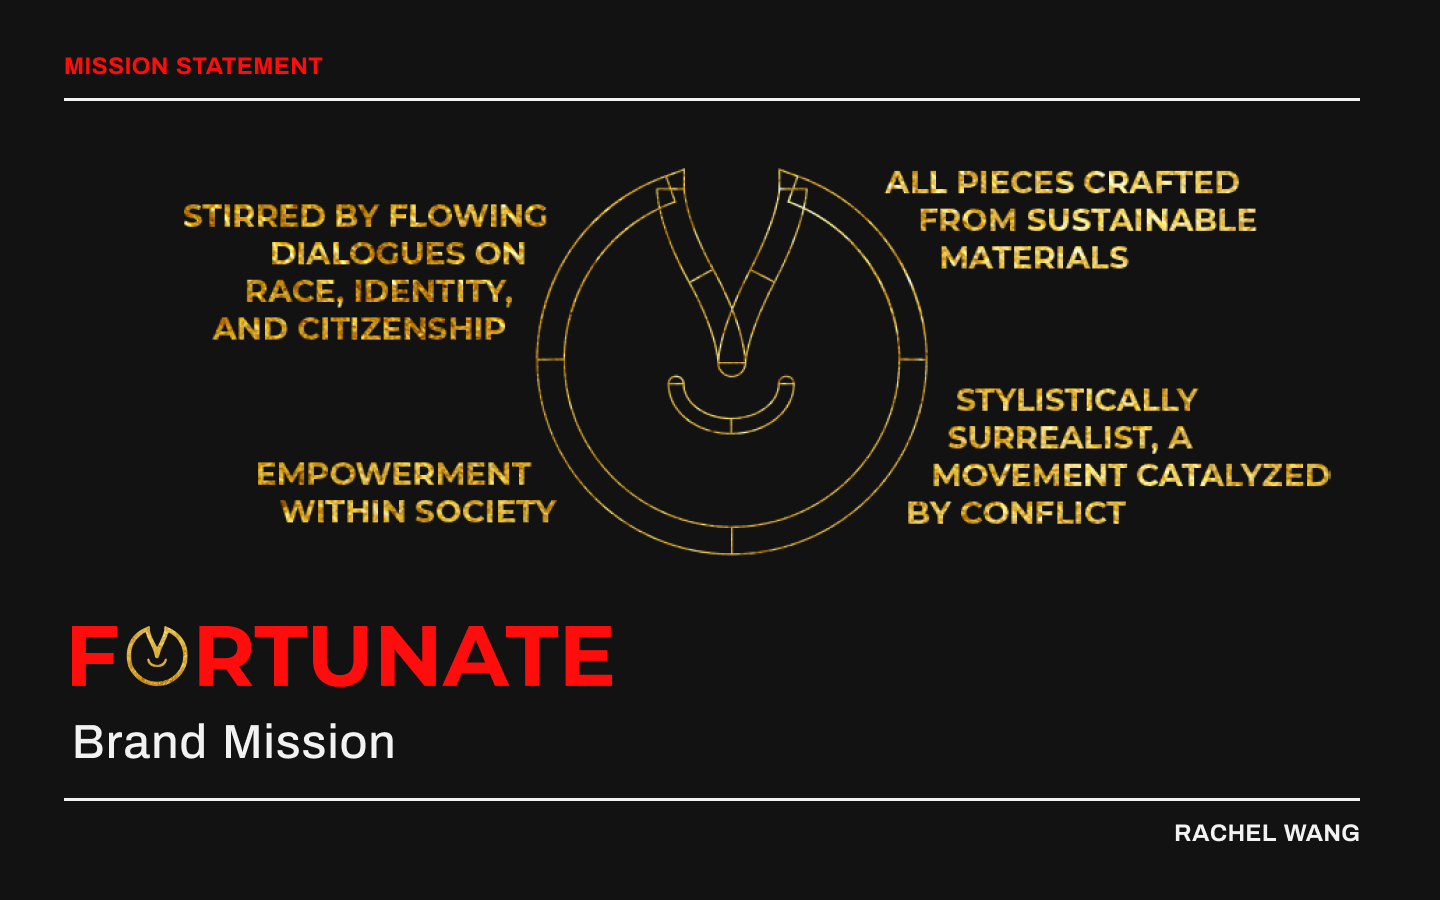 MISSION STATEMENT
STIRRED BY FLOWING
DIALOGUES ON
RACE, IDENTITY,
AND CITIZENSHIP
EMPOWERMENT
WITHIN SOCIETY
ALL PIECES CRAFTED
FROM SUSTAINABLE
MATERIALS
STYLISTICALLY
SURREALIST, A
MOVEMENT CATALYZED
BY CONFLICT
FORTUNATE
Brand Mission
RACHEL WANG